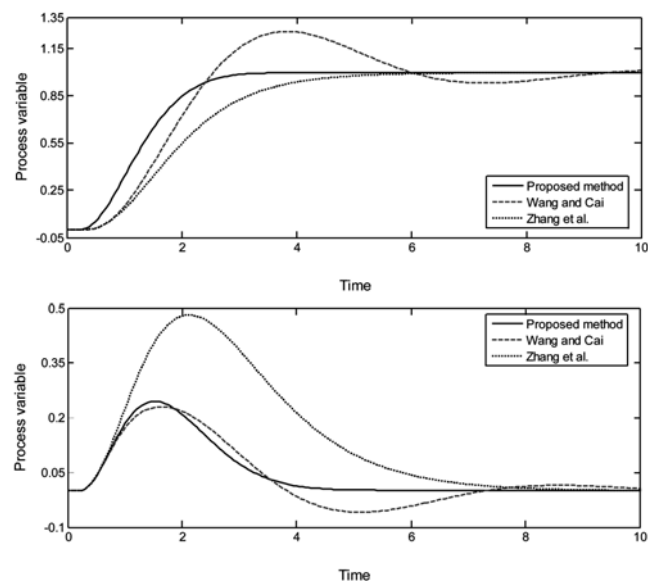 1.35
1.15
0.85
0.55
0.25
-0.05
Process variable
Proposed method
Wang and Cai
Zhang et al.
0 2 4 6 8 10
Time
0.5
0.35
0.2
0.05
-0.1
Process variable
Proposed method
Wang and Cai
Zhang et al.
0 2 4 6 8 10
Time